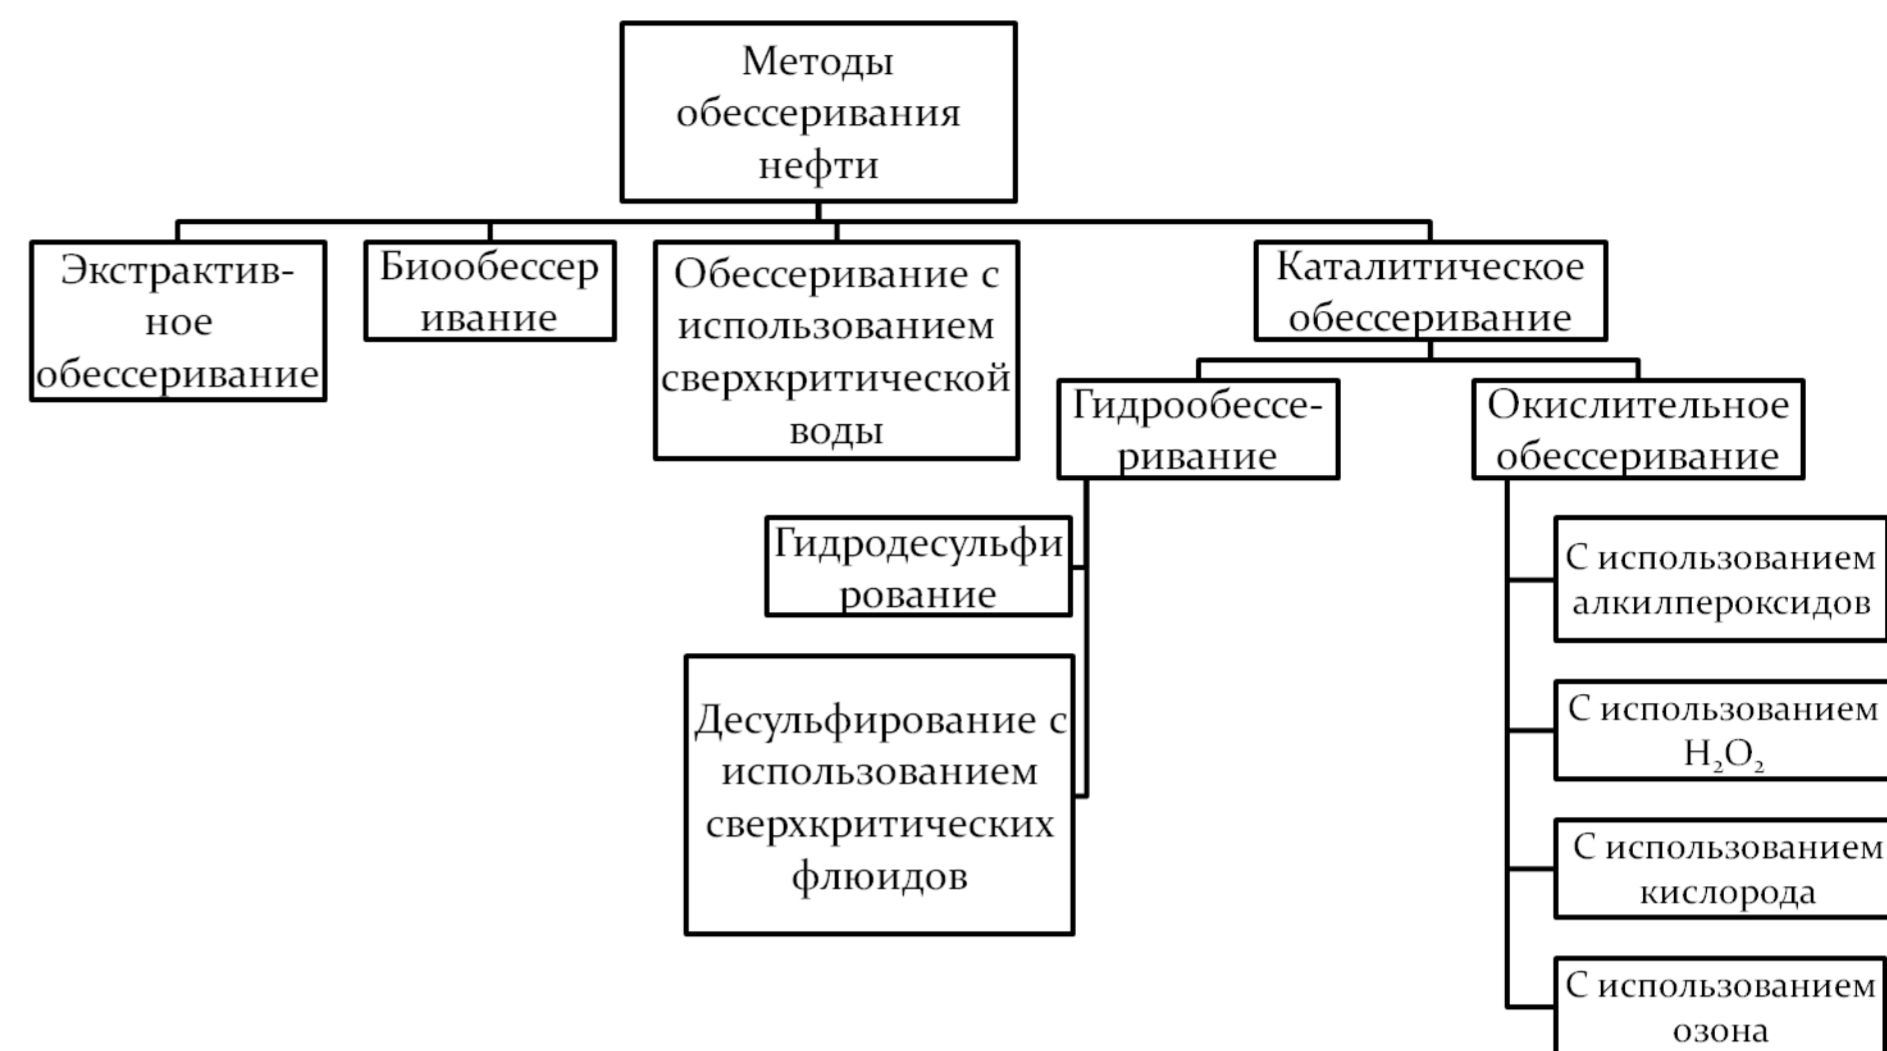 Методы
обессеривания
нефти
Экстрактив-
ное
обессеривание
Биообессер
ивание
Обессеривание с
использованием
сверхкритической
воды
Каталитическое
обессеривание
Гидрообессе-
ривание
Окислительное
обессеривание
Гидродесульфи
рование
Десульфирование с
использованием
сверхкритических
флюидов
С использованием
алкилпероксидов
С использованием
H₂O₂
С использованием
кислорода
С использованием
озона